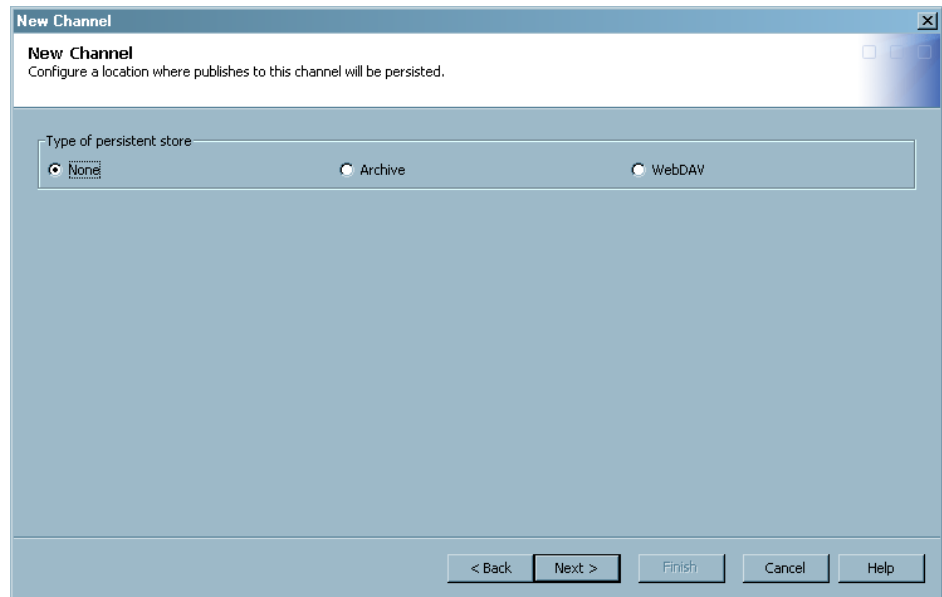 New Channel
New Channel
Configure a location where publishes to this channel will be persisted.
Type of persistent store
None
Archive
WebDAV
< Back
Next >
Finish
Cancel
Help